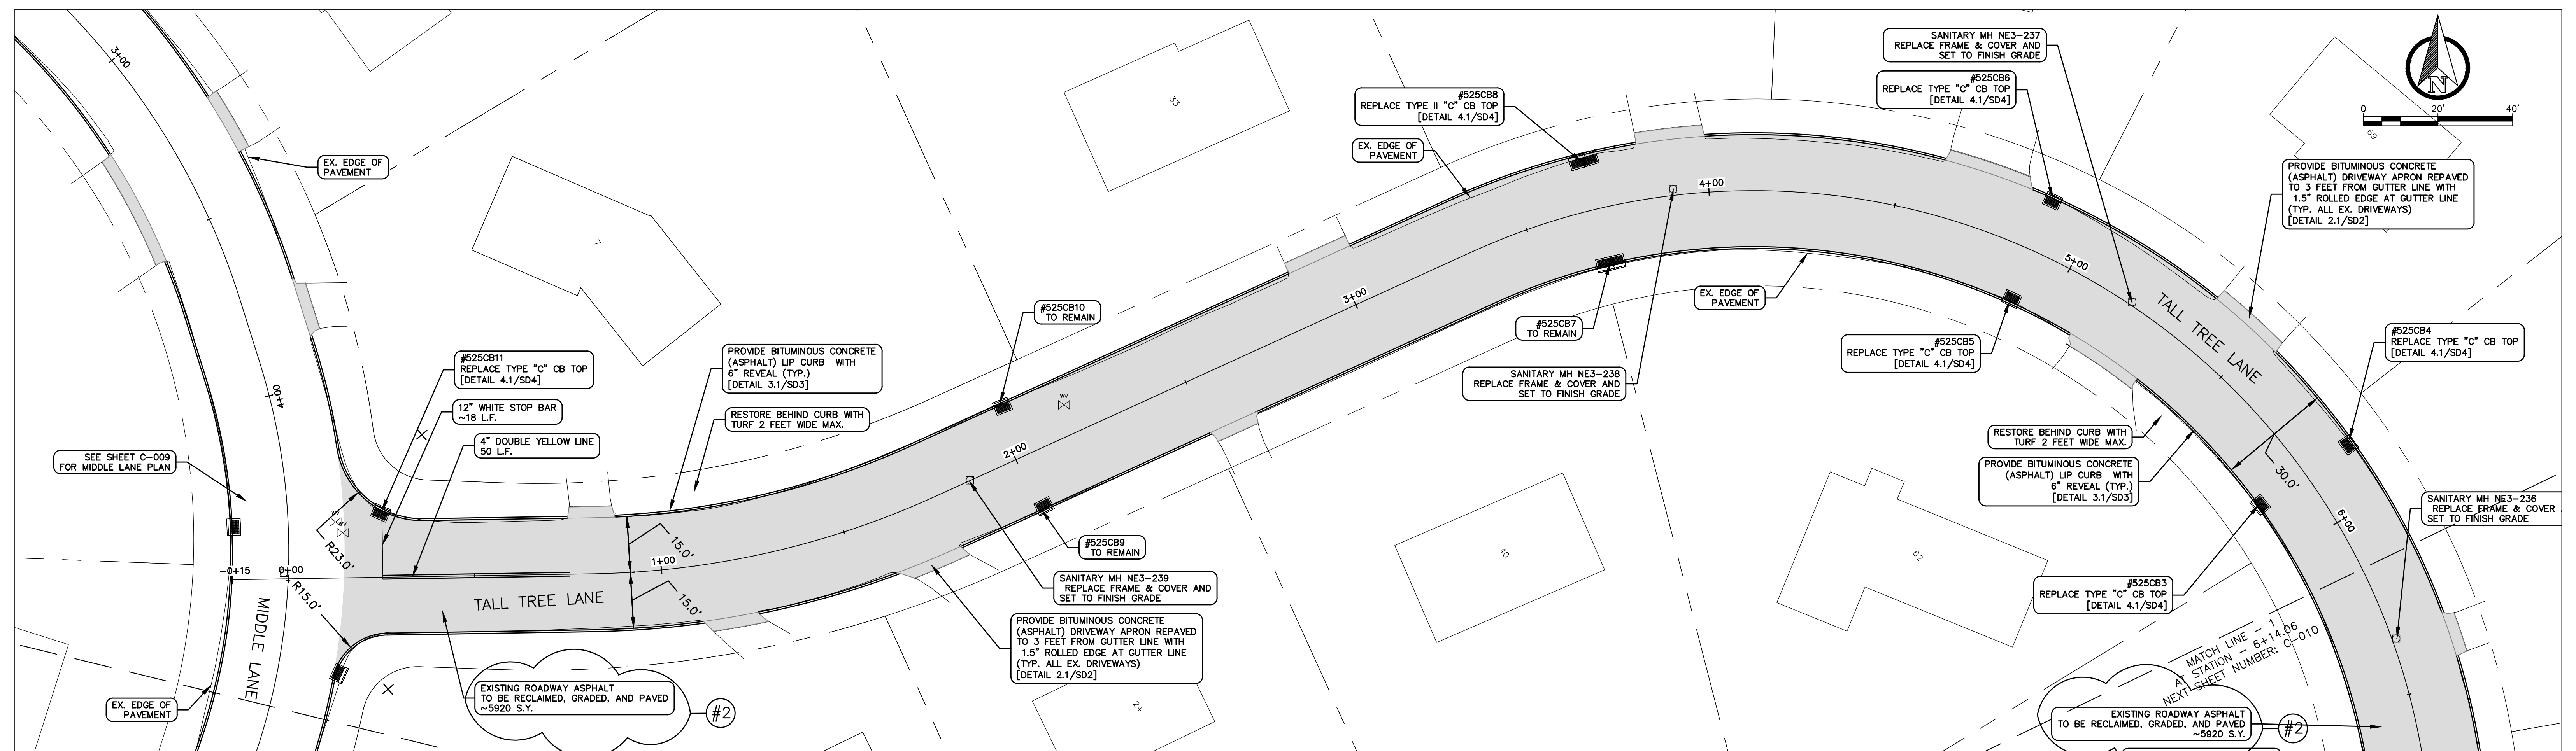 3+00
EX. EDGE OF
PAVEMENT
4+00
SEE SHEET C-009
FOR MIDDLE LANE PLAN
-0+15
0+00
MIDDLE LANE
EX. EDGE OF
PAVEMENT
7
#525CB11
REPLACE TYPE "C" CB TOP
[DETAIL 4.1/SD4]
12" WHITE STOP BAR
~18 L.F.
4" DOUBLE YELLOW LINE
50 L.F.
WV
WV
R23.0'
R15.0'
TALL TREE LANE
EXISTING ROADWAY ASPHALT
TO BE RECLAIMED, GRADED, AND PAVED
~5920 S.Y.
#2
PROVIDE BITUMINOUS CONCRETE
(ASPHALT) LIP CURB WITH
6" REVEAL (TYP.)
[DETAIL 3.1/SD3]
RESTORE BEHIND CURB WITH
TURF 2 FEET WIDE MAX.
15.0'
15.0'
1+00
33
#525CB10
TO REMAIN
WV
2+00
#525CB9
TO REMAIN
SANITARY MH NE3-239
REPLACE FRAME & COVER AND
SET TO FINISH GRADE
PROVIDE BITUMINOUS CONCRETE
(ASPHALT) DRIVEWAY APRON REPAVED
TO 3 FEET FROM GUTTER LINE WITH
1.5" ROLLED EDGE AT GUTTER LINE
(TYP. ALL EX. DRIVEWAYS)
[DETAIL 2.1/SD2]
24
#525CB8
REPLACE TYPE II "C" CB TOP
[DETAIL 4.1/SD4]
EX. EDGE OF
PAVEMENT
3+00
#525CB7
TO REMAIN
SANITARY MH NE3-238
REPLACE FRAME & COVER AND
SET TO FINISH GRADE
40
4+00
EX. EDGE OF
PAVEMENT
SANITARY MH NE3-237
REPLACE FRAME & COVER AND
SET TO FINISH GRADE
#525CB6
REPLACE TYPE "C" CB TOP
[DETAIL 4.1/SD4]
5+00
#525CB5
REPLACE TYPE "C" CB TOP
[DETAIL 4.1/SD4]
TALL TREE LANE
RESTORE BEHIND CURB WITH
TURF 2 FEET WIDE MAX.
PROVIDE BITUMINOUS CONCRETE
(ASPHALT) LIP CURB WITH
6" REVEAL (TYP.)
[DETAIL 3.1/SD3]
62
30.0'
#525CB3
REPLACE TYPE "C" CB TOP
[DETAIL 4.1/SD4]
N
0 20' 40'
69
PROVIDE BITUMINOUS CONCRETE
(ASPHALT) DRIVEWAY APRON REPAVED
TO 3 FEET FROM GUTTER LINE WITH
1.5" ROLLED EDGE AT GUTTER LINE
(TYP. ALL EX. DRIVEWAYS)
[DETAIL 2.1/SD2]
#525CB4
REPLACE TYPE "C" CB TOP
[DETAIL 4.1/SD4]
SANITARY MH NE3-236
REPLACE FRAME & COVER
SET TO FINISH GRADE
6+00
MATCH LINE - 1
AT STATION - 6+14.06
NEXT SHEET NUMBER: C-010
EXISTING ROADWAY ASPHALT
TO BE RECLAIMED, GRADED, AND PAVED
~5920 S.Y.
#2